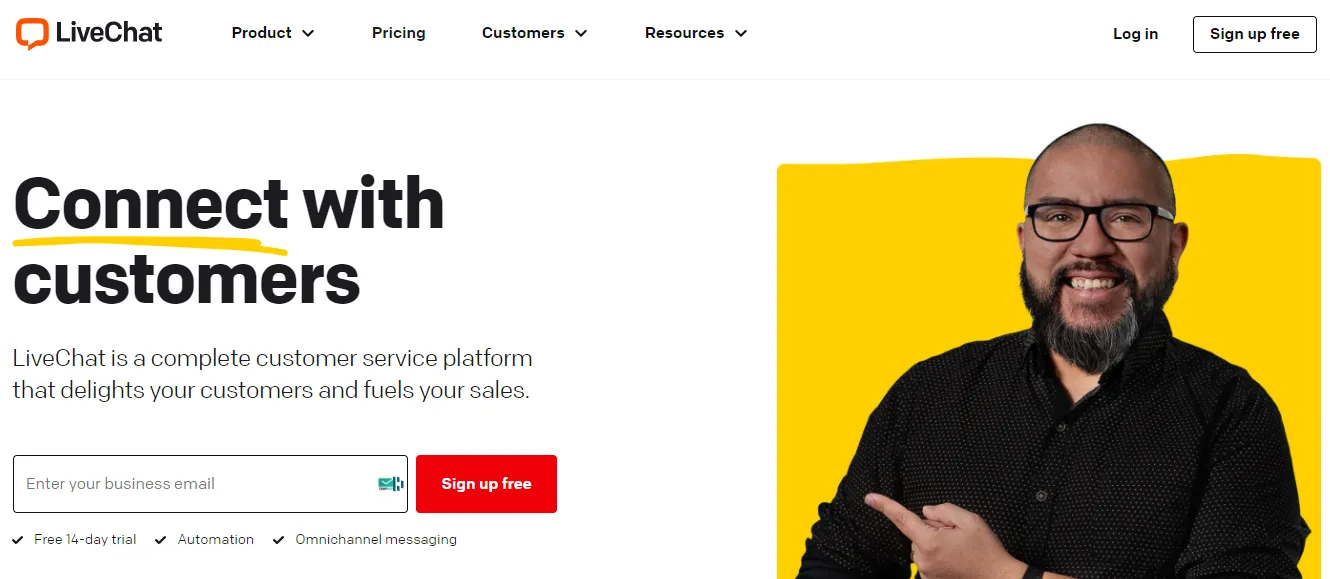 LiveChat
Product
Pricing
Customers
Resources
Log in
Sign up free
Connect with
customers
LiveChat is a complete customer service platform
that delights your customers and fuels your sales.
Enter your business email
Sign up free
Free 14-day trial
Automation
Omnichannel messaging